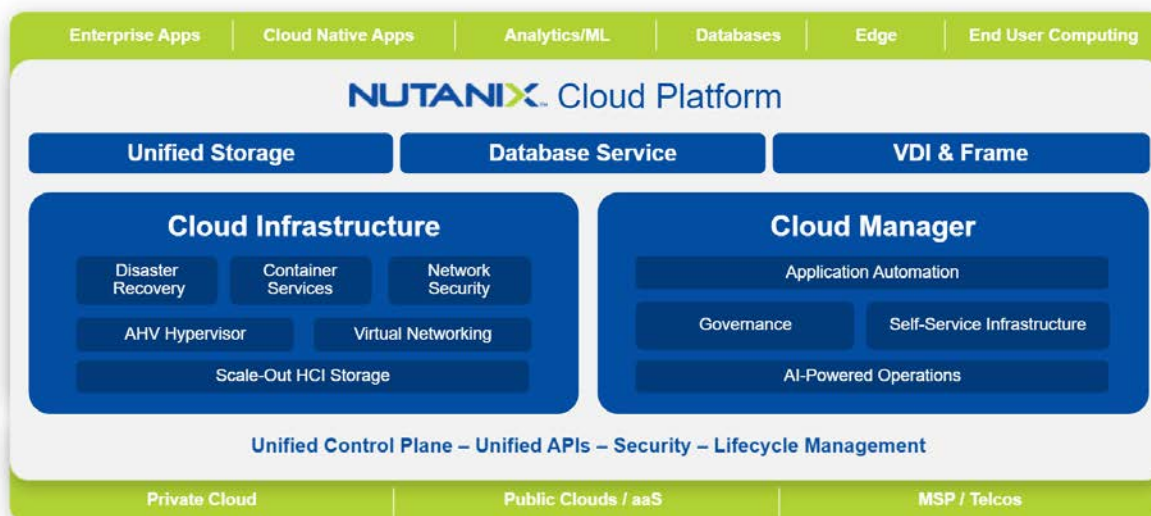 Enterprise Apps Cloud Native Apps Analytics/ML Databases Edge End User Computing
NUTANIX™ Cloud Platform
Unified Storage Database Service VDI & Frame
Cloud Infrastructure
Disaster
Recovery
Container
Services
Network
Security
AHV Hypervisor Virtual Networking
Scale-Out HCI Storage
Cloud Manager
Application Automation
Governance Self-Service Infrastructure
AI-Powered Operations
Unified Control Plane – Unified APIs – Security – Lifecycle Management
Private Cloud Public Clouds / aaS MSP / Telcos